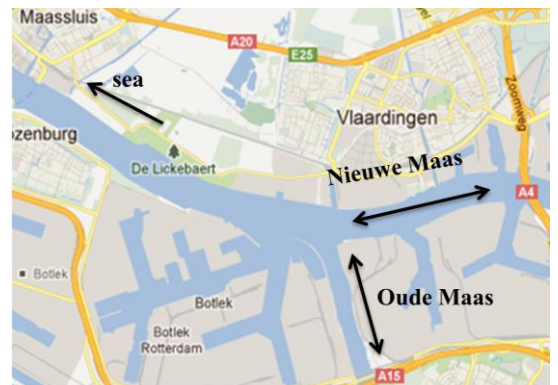 Maassluis
A20
E25
sea
Zoomweg
Vlaardingen
ozenburg
De Lickebaert
Nieuwe Maas
A4
Botlek
Botlek
Oude Maas
Botlek
Rotterdam
A15